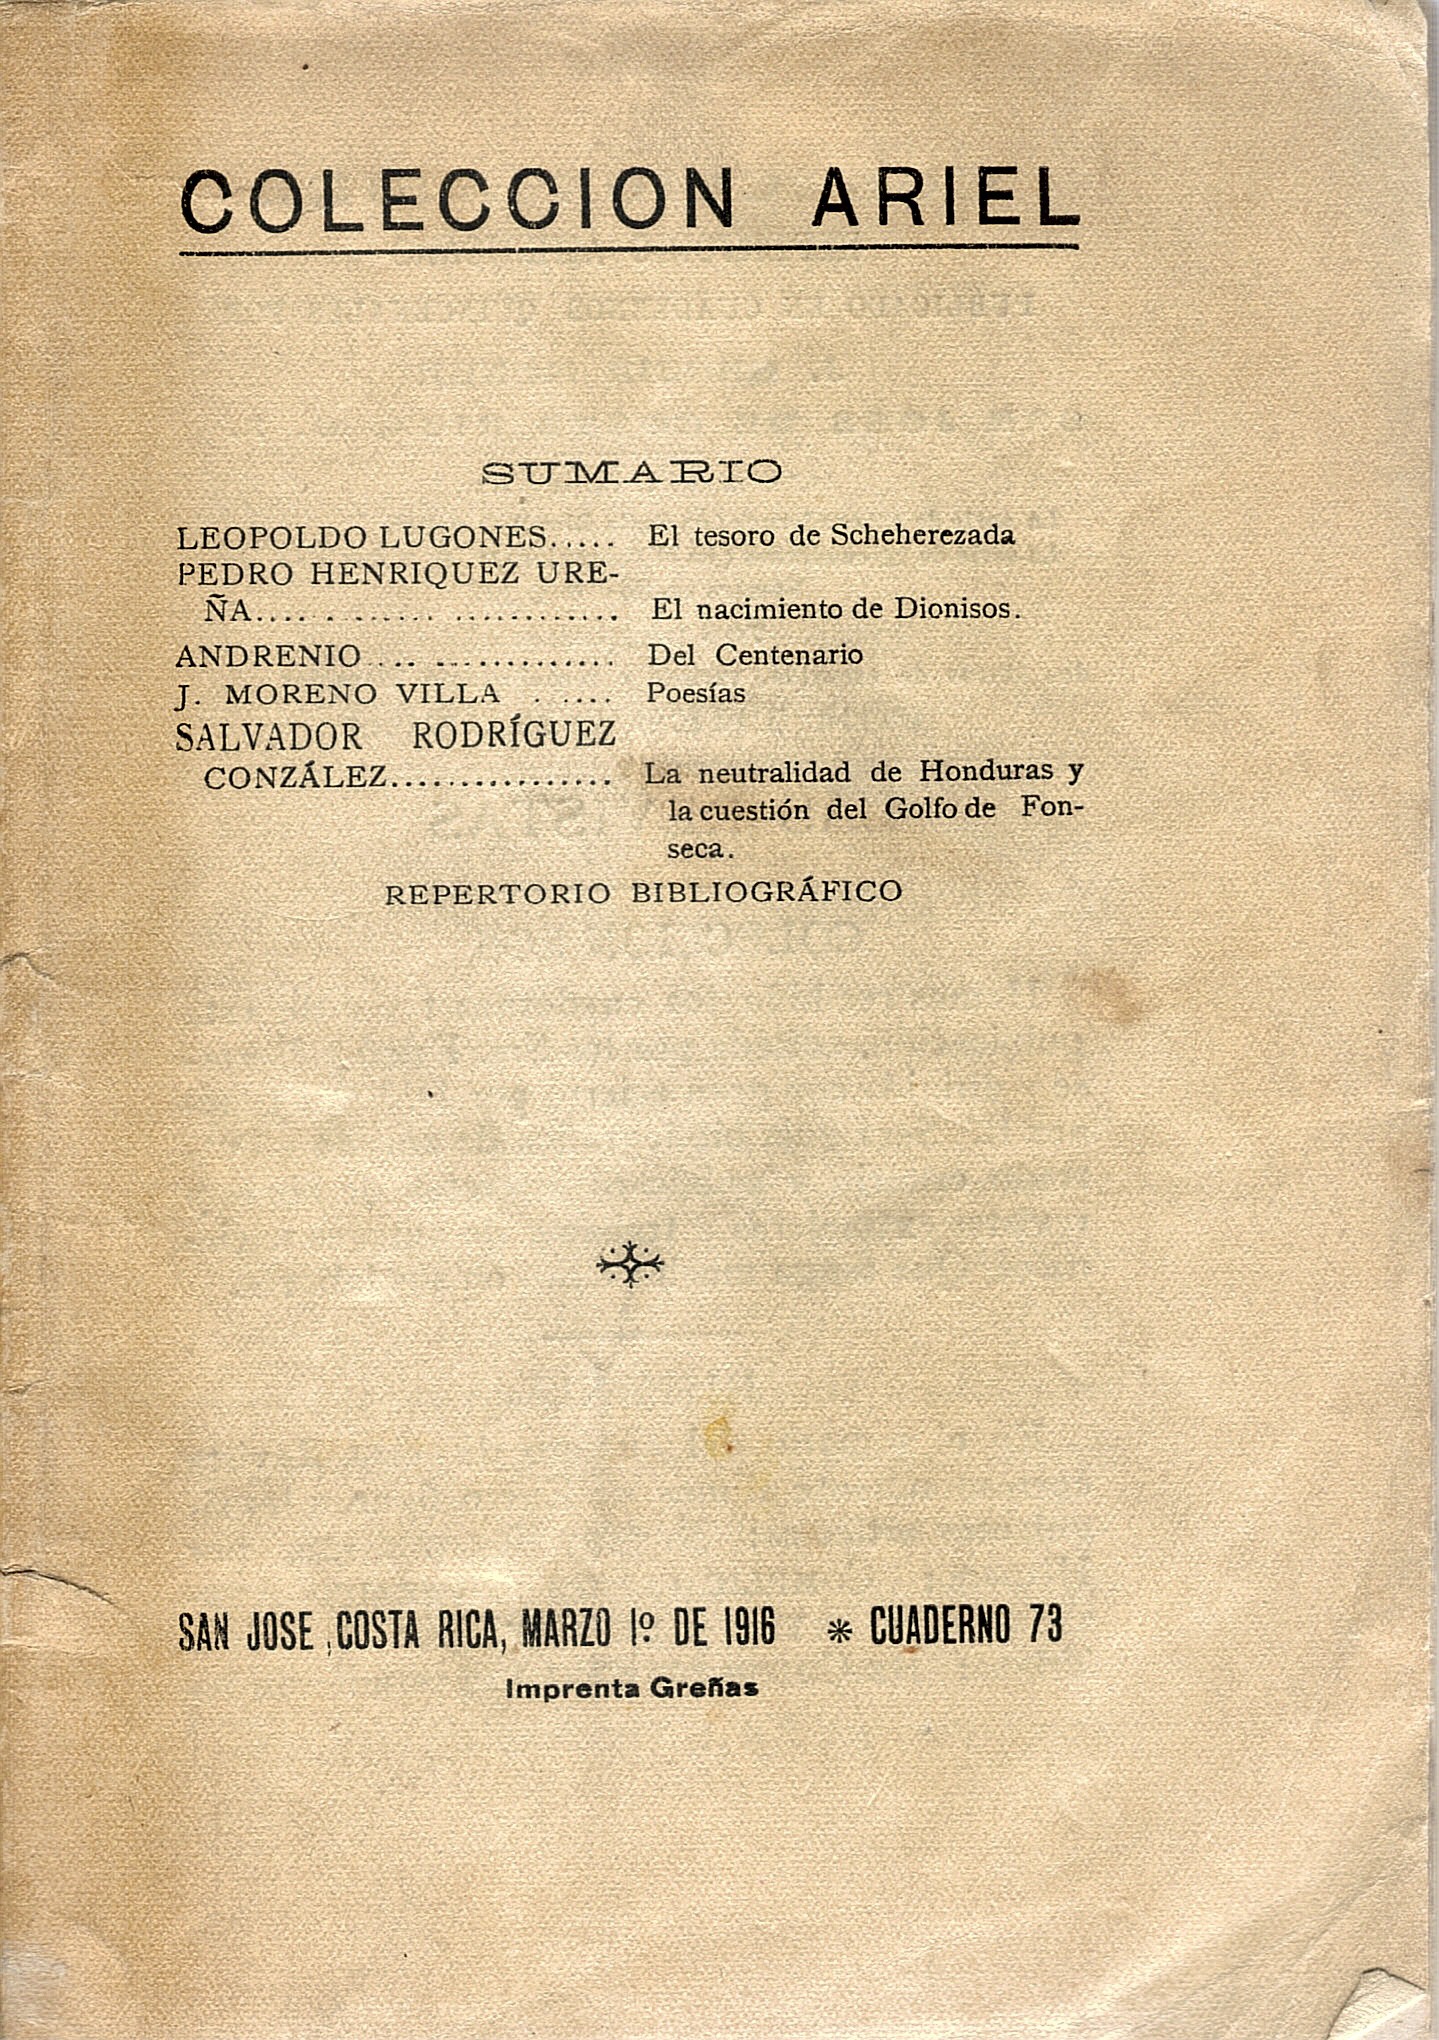 COLECCION ARIEL
SUMARIO
LEOPOLDO LUGONES..... El tesoro de Scheherezada
PEDRO HENRIQUEZ URE-
ÑA.... . ...... ............ El nacimiento de Dionisos.
ANDRENIO .... ............. Del Centenario
J. MORENO VILLA . ..... Poesías
SALVADOR RODRÍGUEZ
CONZÁLEZ................ La neutralidad de Honduras y
la cuestión del Golfo de Fon-
seca.
REPERTORIO BIBLIOGRÁFICO
SAN JOSE, COSTA RICA, MARZO 1º DE 1916 * CUADERNO 73
Imprenta Greñas